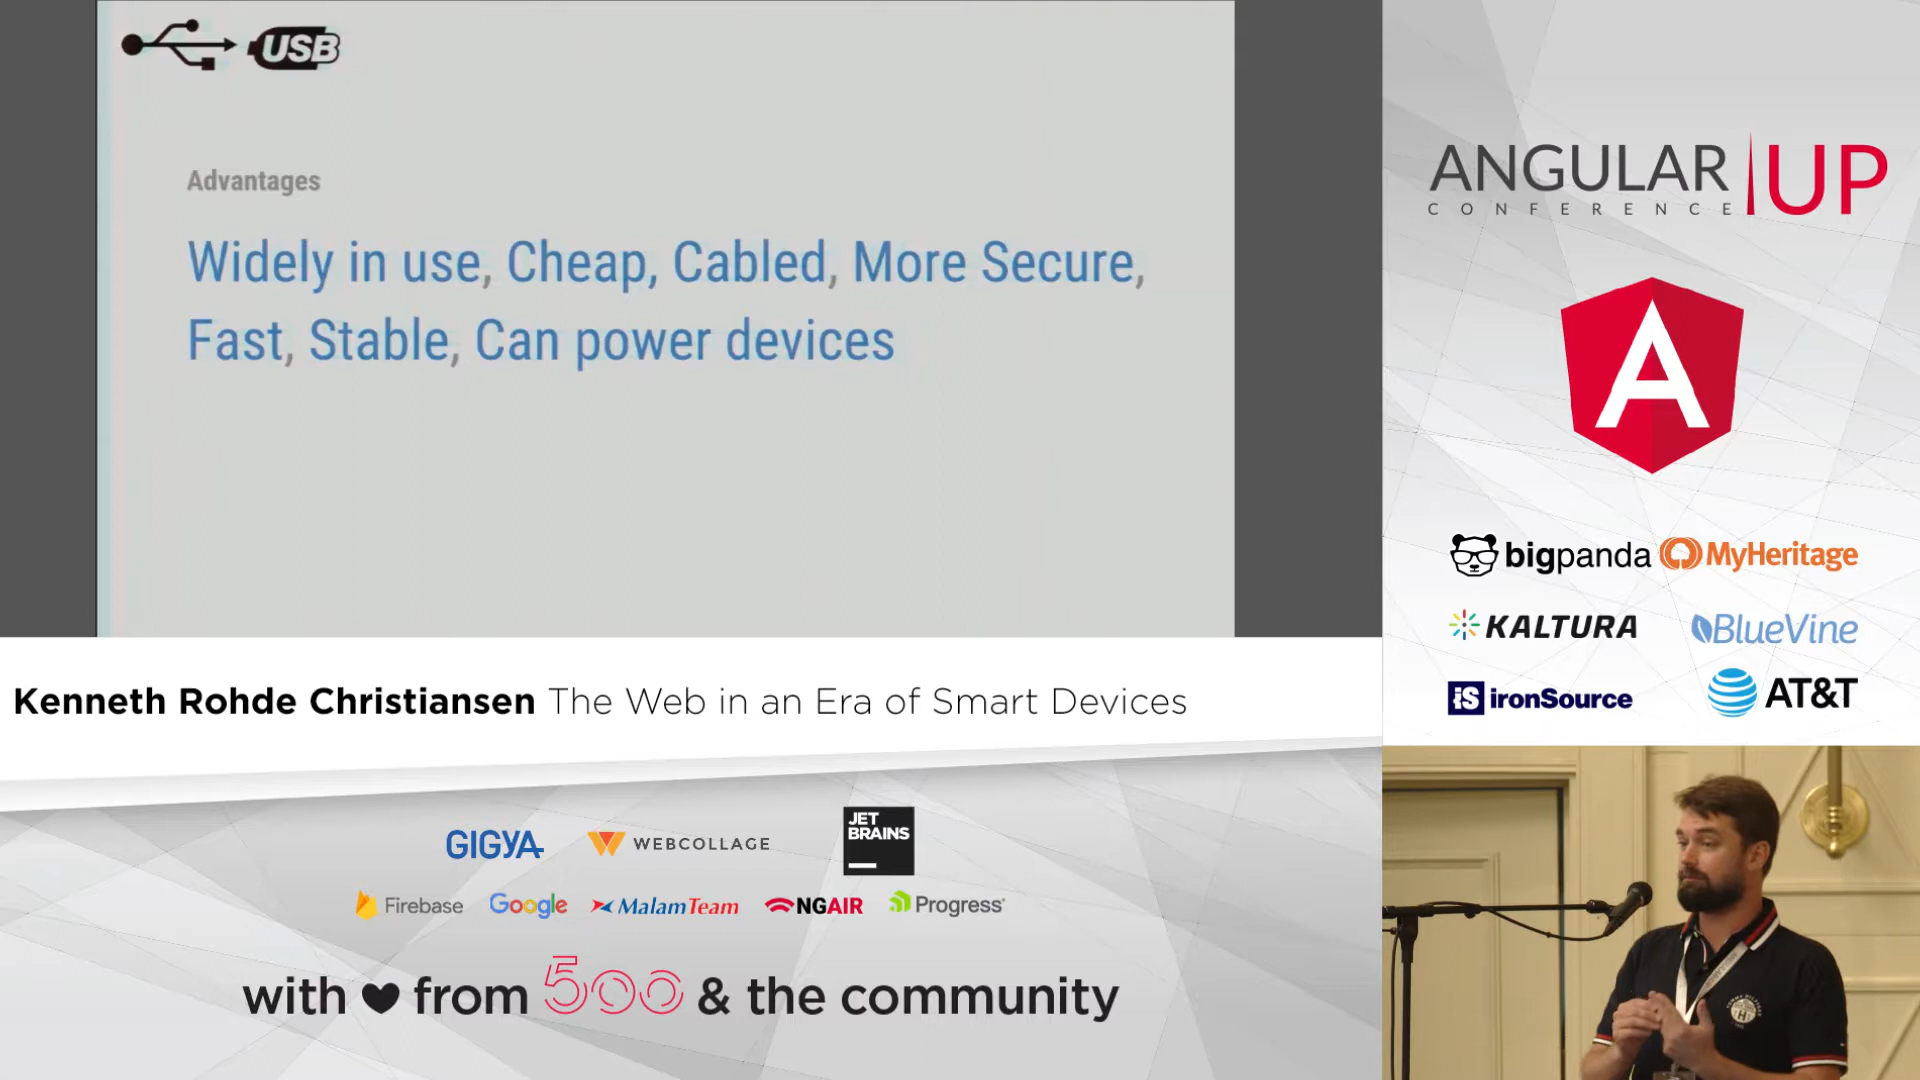 USB
Advantages
Widely in use, Cheap, Cabled, More Secure,
Fast, Stable, Can power devices
ANGULAR UP
CONFERENCE
A
bigpanda MyHeritage
KALTURA BlueVine
iS ironSource AT&T
Kenneth Rohde Christiansen The Web in an Era of Smart Devices
GIGYA WEBCOLLAGE JET
BRAINS
Firebase Google MalamTeam NGAIR Progress
with ♥ from 500 & the community